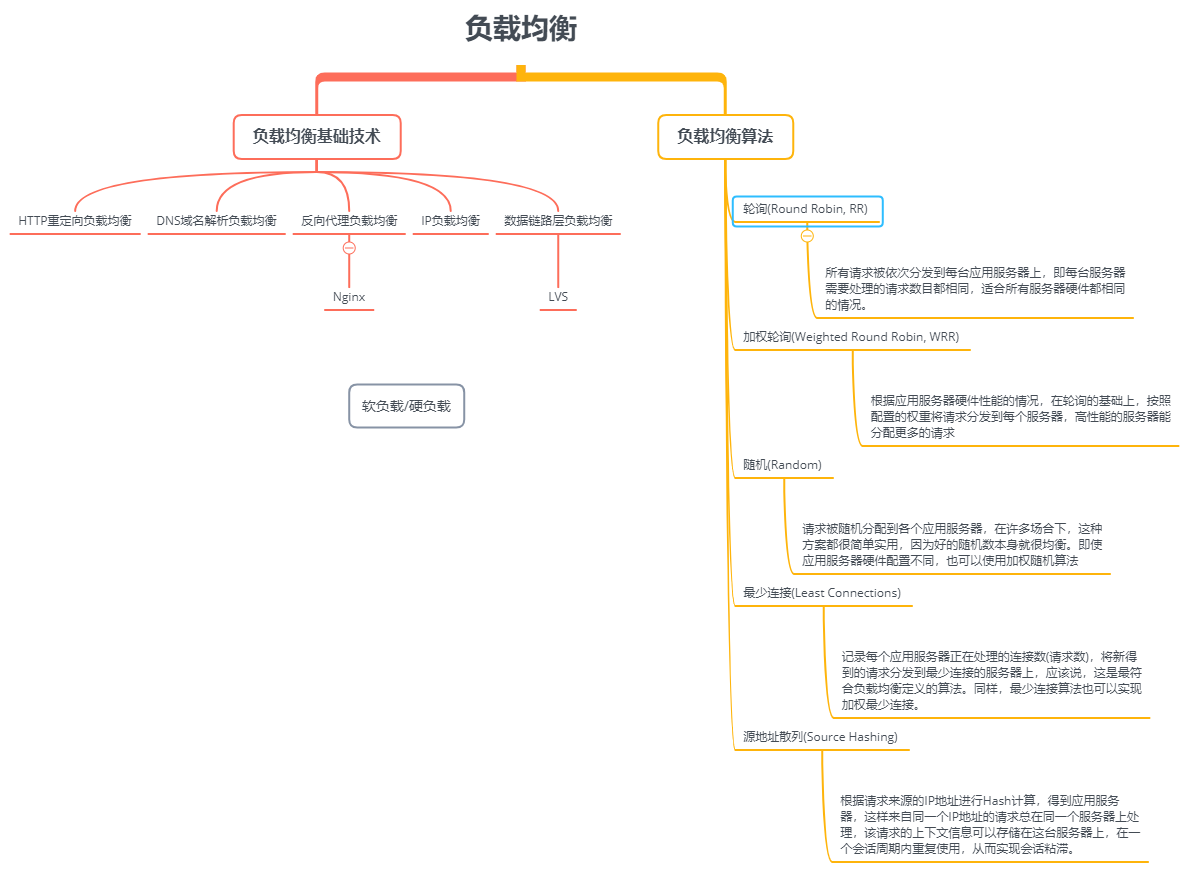 负载均衡
负载均衡基础技术
HTTP重定向负载均衡
DNS域名解析负载均衡
反向代理负载均衡
IP负载均衡
数据链路层负载均衡
Nginx
LVS
软负载/硬负载
负载均衡算法
轮询(Round Robin, RR)
所有请求被依次分发到每台应用服务器上，即每台服务器
需要处理的请求数目都相同，适合所有服务器硬件都相同
的情况。
加权轮询(Weighted Round Robin, WRR)
根据应用服务器硬件性能的情况，在轮询的基础上，按照
配置的权重将请求分发到每个服务器，高性能的服务器能
分配更多的请求
随机(Random)
请求被随机分配到各个应用服务器，在许多场合下，这种
方案都很简单实用，因为好的随机数本身就很均衡。即使
应用服务器硬件配置不同，也可以使用加权随机算法
最少连接(Least Connections)
记录每个应用服务器正在处理的连接数(请求数)，将新得
到的请求分发到最少连接的服务器上，应该说，这是最符
合负载均衡定义的算法。同样，最少连接算法也可以实现
加权最少连接。
源地址散列(Source Hashing)
根据请求来源的IP地址进行Hash计算，得到应用服务
器，这样来自同一个IP地址的请求总在同一个服务器上处
理，该请求的上下文信息可以存储在这台服务器上，在一
个会话周期内重复使用，从而实现会话粘滞。